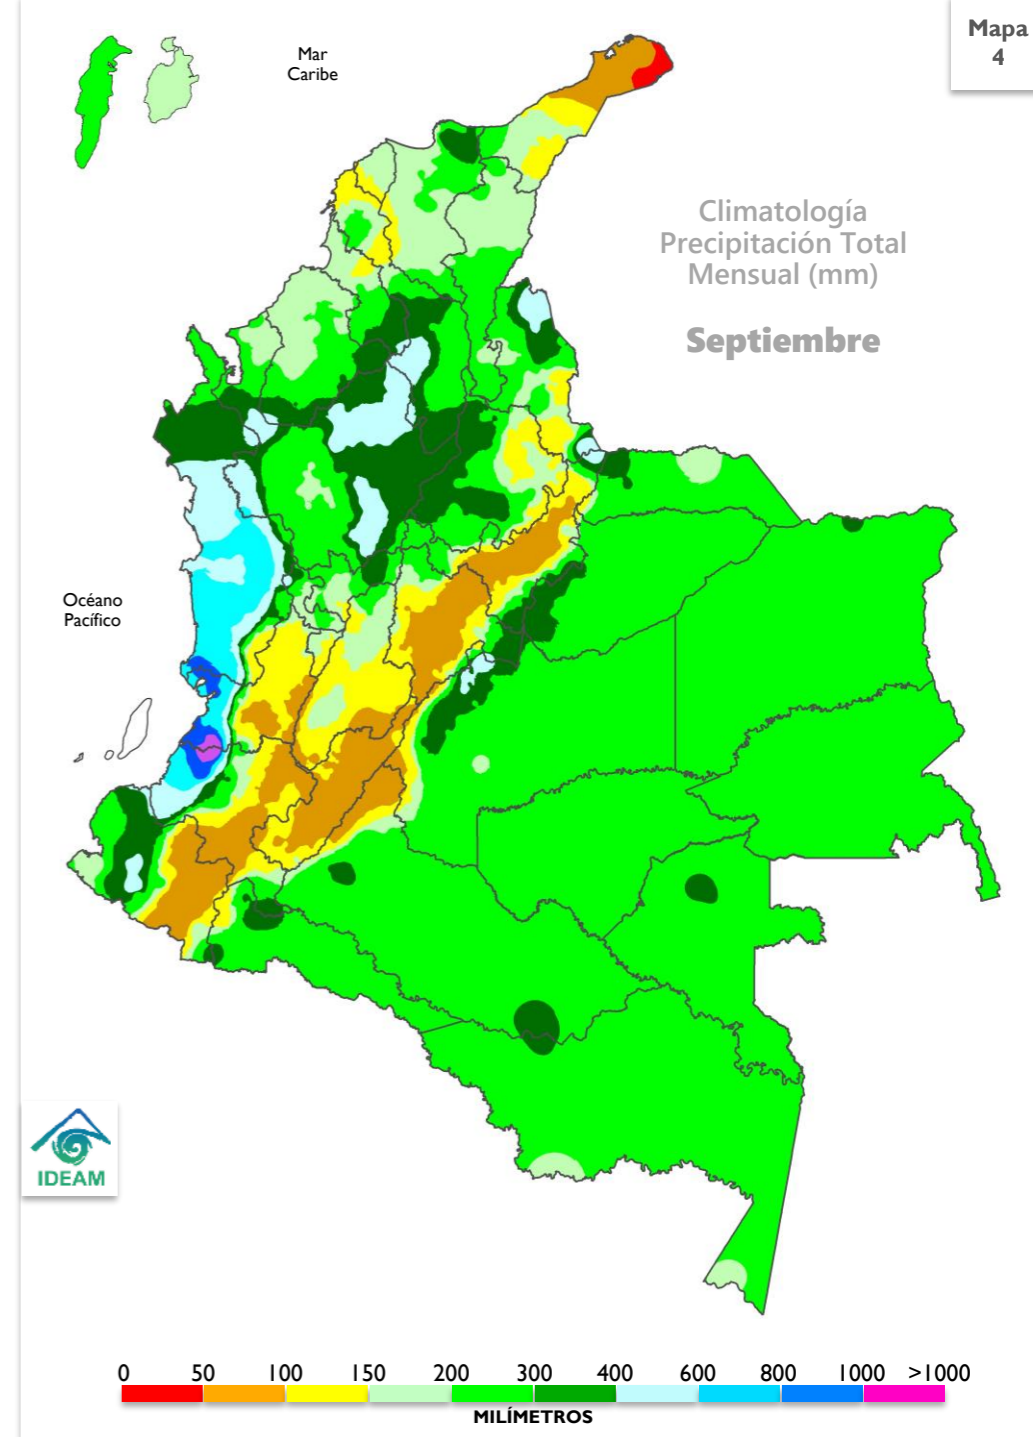 Mapa
4
Mar
Caribe
Climatología
Precipitación Total
Mensual (mm)
Septiembre
Océano
Pacífico
IDEAM
0 50 100 150 200 300 400 600 800 1000 >1000
MILÍMETROS